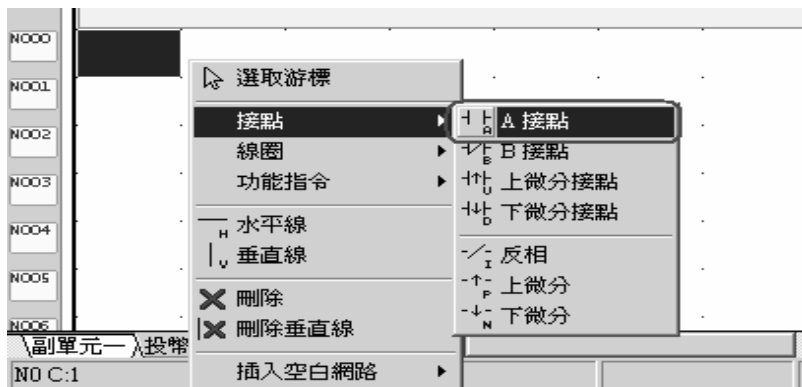 N000
N001
N002
N003
N004
N005
N006
選取游標
接點
線圈
功能指令
H 水平線
V 垂直線
刪除
刪除垂直線
插入空白網路
A A 接點
B B 接點
U 上微分接點
D 下微分接點
I 反相
P 上微分
N 下微分
副單元一 投幣
N0 C:1